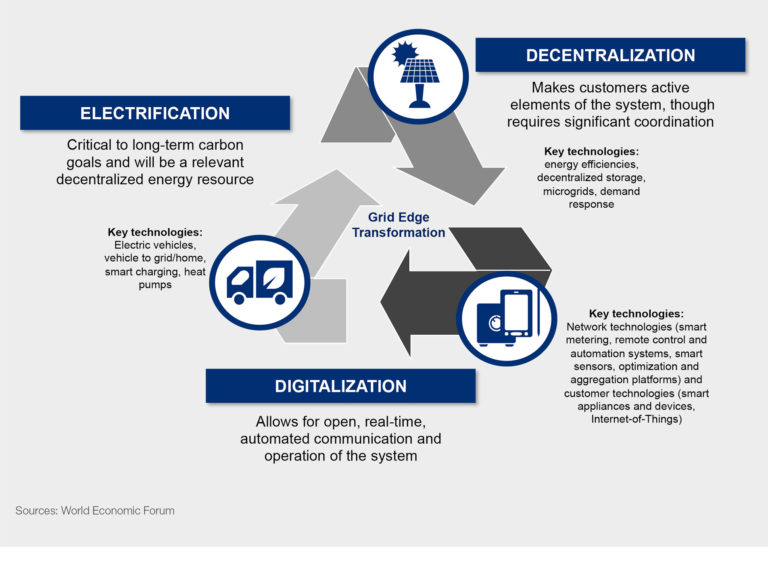 DECENTRALIZATION
Makes customers active
elements of the system, though
requires significant coordination
Key technologies:
energy efficiencies,
decentralized storage,
microgrids, demand
response
ELECTRIFICATION
Critical to long-term carbon
goals and will be a relevant
decentralized energy resource
Key technologies:
Electric vehicles,
vehicle to grid/home,
smart charging, heat
pumps
Grid Edge
Transformation
Key technologies:
Network technologies (smart
metering, remote control and
automation systems, smart
sensors, optimization and
aggregation platforms) and
customer technologies (smart
appliances and devices,
Internet-of-Things)
DIGITALIZATION
Allows for open, real-time,
automated communication and
operation of the system
Sources: World Economic Forum